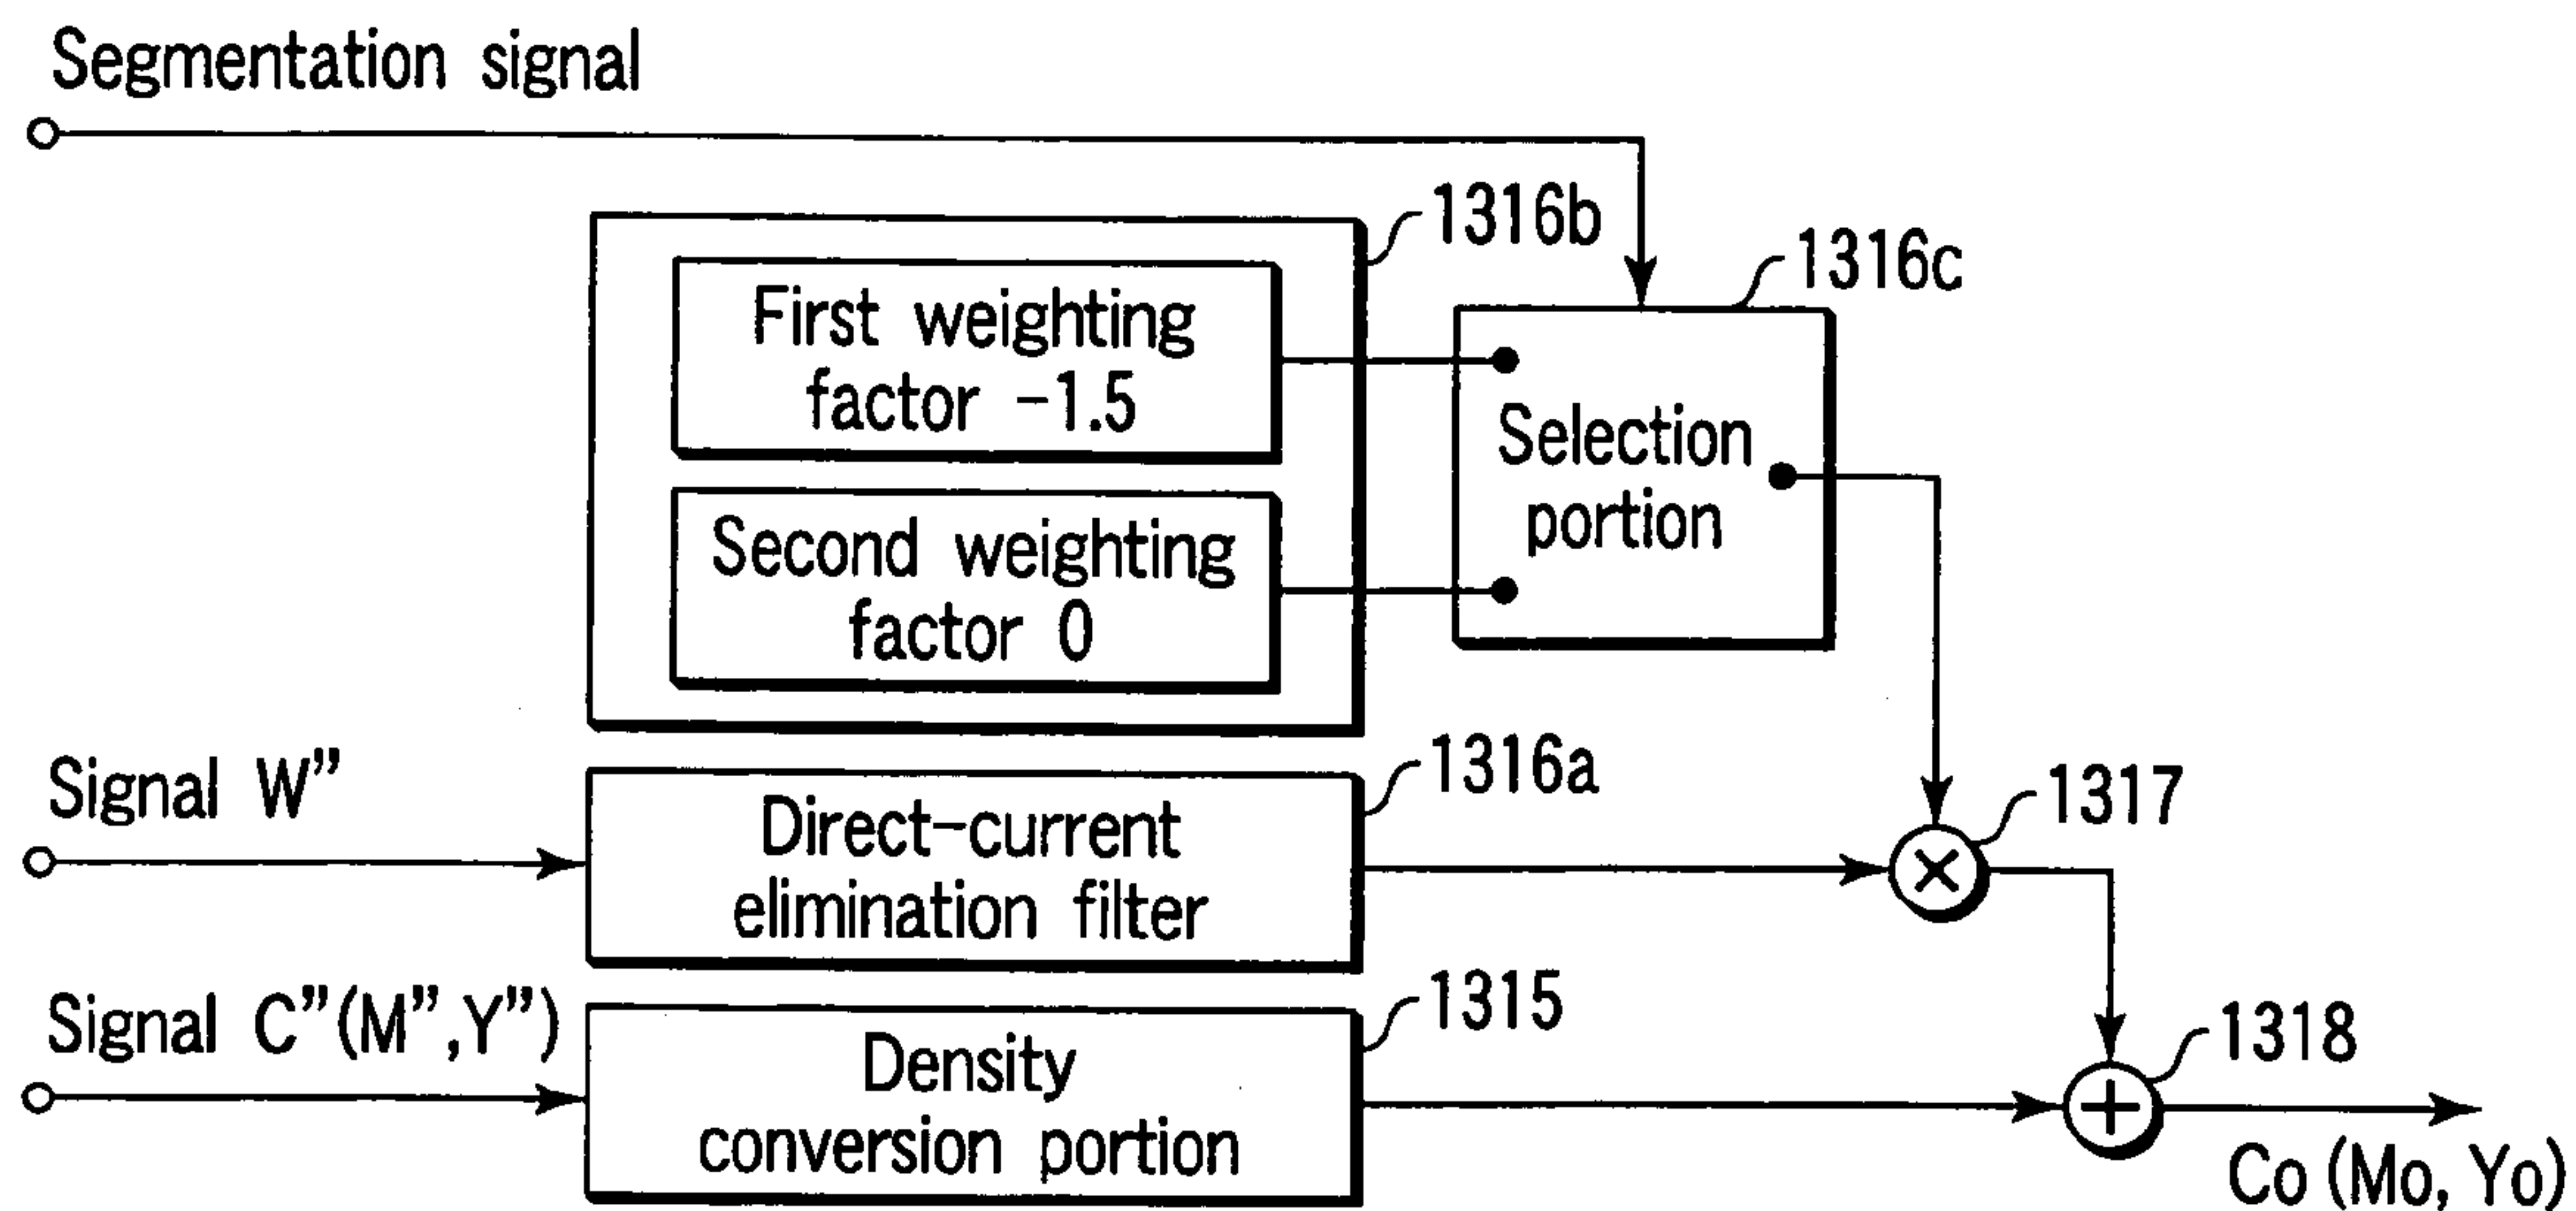 Segmentation signal
1316b
1316c
First weighting
factor -1.5
Selection
portion
Second weighting
factor 0
Signal W”
1316a
Direct-current
elimination filter
1317
Signal C”(M”,Y”)
1315
Density
conversion portion
1318
Co (Mo, Yo)